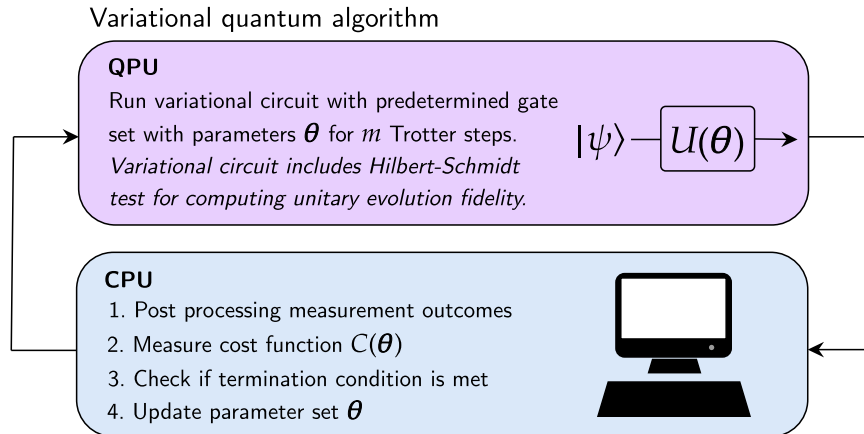 Variational quantum algorithm
QPU
Run variational circuit with predetermined gate
set with parameters θ for m Trotter steps.
Variational circuit includes Hilbert-Schmidt
test for computing unitary evolution fidelity.
|ψ⟩ U(θ)
CPU
1. Post processing measurement outcomes
2. Measure cost function C(θ)
3. Check if termination condition is met
4. Update parameter set θ